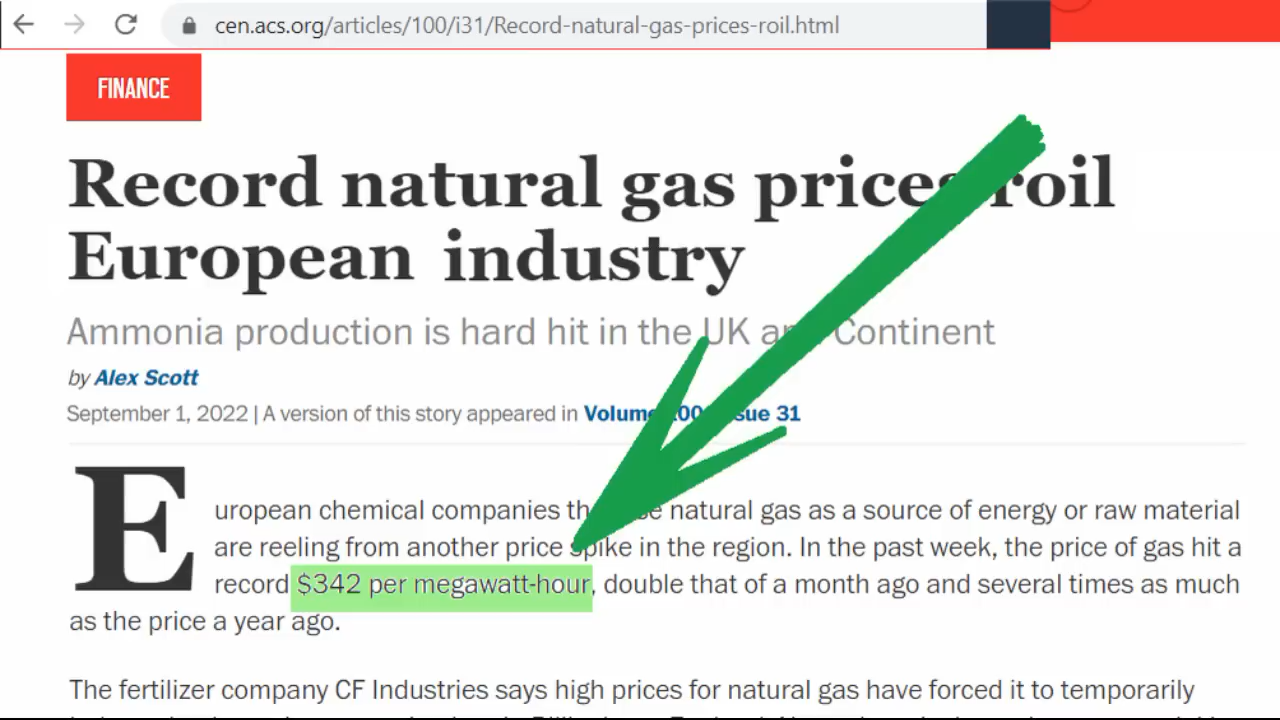 cen.acs.org/articles/100/i31/Record-natural-gas-prices-roil.html
FINANCE
Record natural gas prices roil
European industry
Ammonia production is hard hit in the UK and Continent
by Alex Scott
September 1, 2022 | A version of this story appeared in Volume 100, Issue 31
European chemical companies that use natural gas as a source of energy or raw material
are reeling from another price spike in the region. In the past week, the price of gas hit a
record $342 per megawatt-hour, double that of a month ago and several times as much
as the price a year ago.
The fertilizer company CF Industries says high prices for natural gas have forced it to temporarily